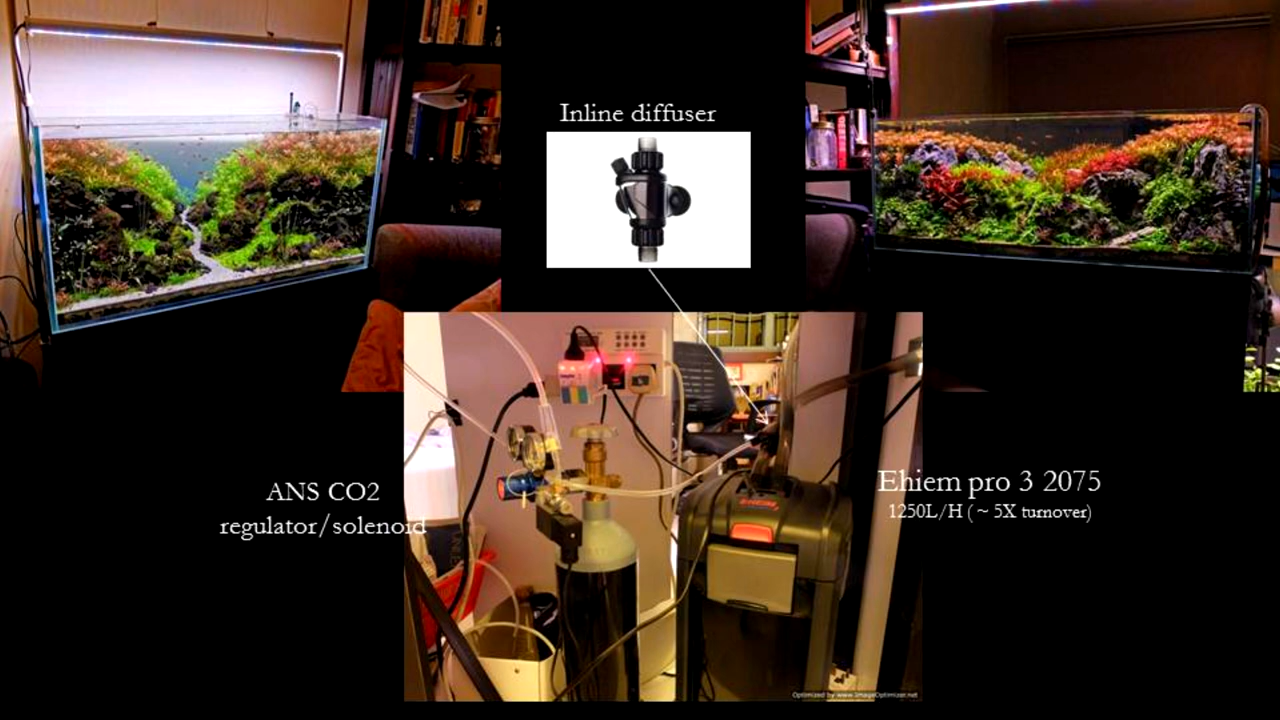 Inline diffuser
ANS CO2
regulator/solenoid
Ehiem pro 3 2075
1250L/H ( ~ 5X turnover)
Optimized by www.ImageOptimizer.net